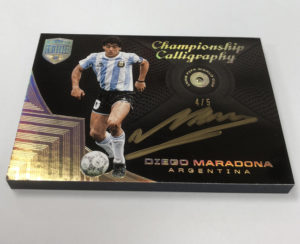 Championship
Calligraphy
4/5
DIEGO MARADONA
ARGENTINA